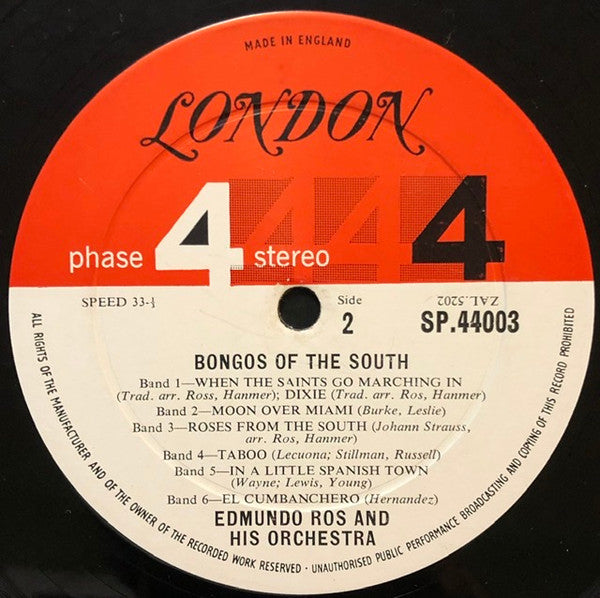 MADE IN ENGLAND
LONDON
phase 4 stereo 4 4 4
SPEED 33-⅓
Side
2
ZAL.5202
SP.44003
BONGOS OF THE SOUTH
Band 1—WHEN THE SAINTS GO MARCHING IN
(Trad. arr. Ross, Hanmer); DIXIE (Trad. arr. Ros, Hanmer)
Band 2—MOON OVER MIAMI (Burke, Leslie)
Band 3—ROSES FROM THE SOUTH (Johann Strauss,
arr. Ros, Hanmer)
Band 4—TABOO (Lecuona; Stillman, Russell)
Band 5—IN A LITTLE SPANISH TOWN
(Wayne; Lewis, Young)
Band 6—EL CUMBANCHERO (Hernandez)
EDMUNDO ROS AND
HIS ORCHESTRA
ALL RIGHTS OF THE MANUFACTURER AND OF THE OWNER OF THE RECORDED WORK RESERVED · UNAUTHORISED PUBLIC PERFORMANCE BROADCASTING AND COPYING OF THIS RECORD PROHIBITED